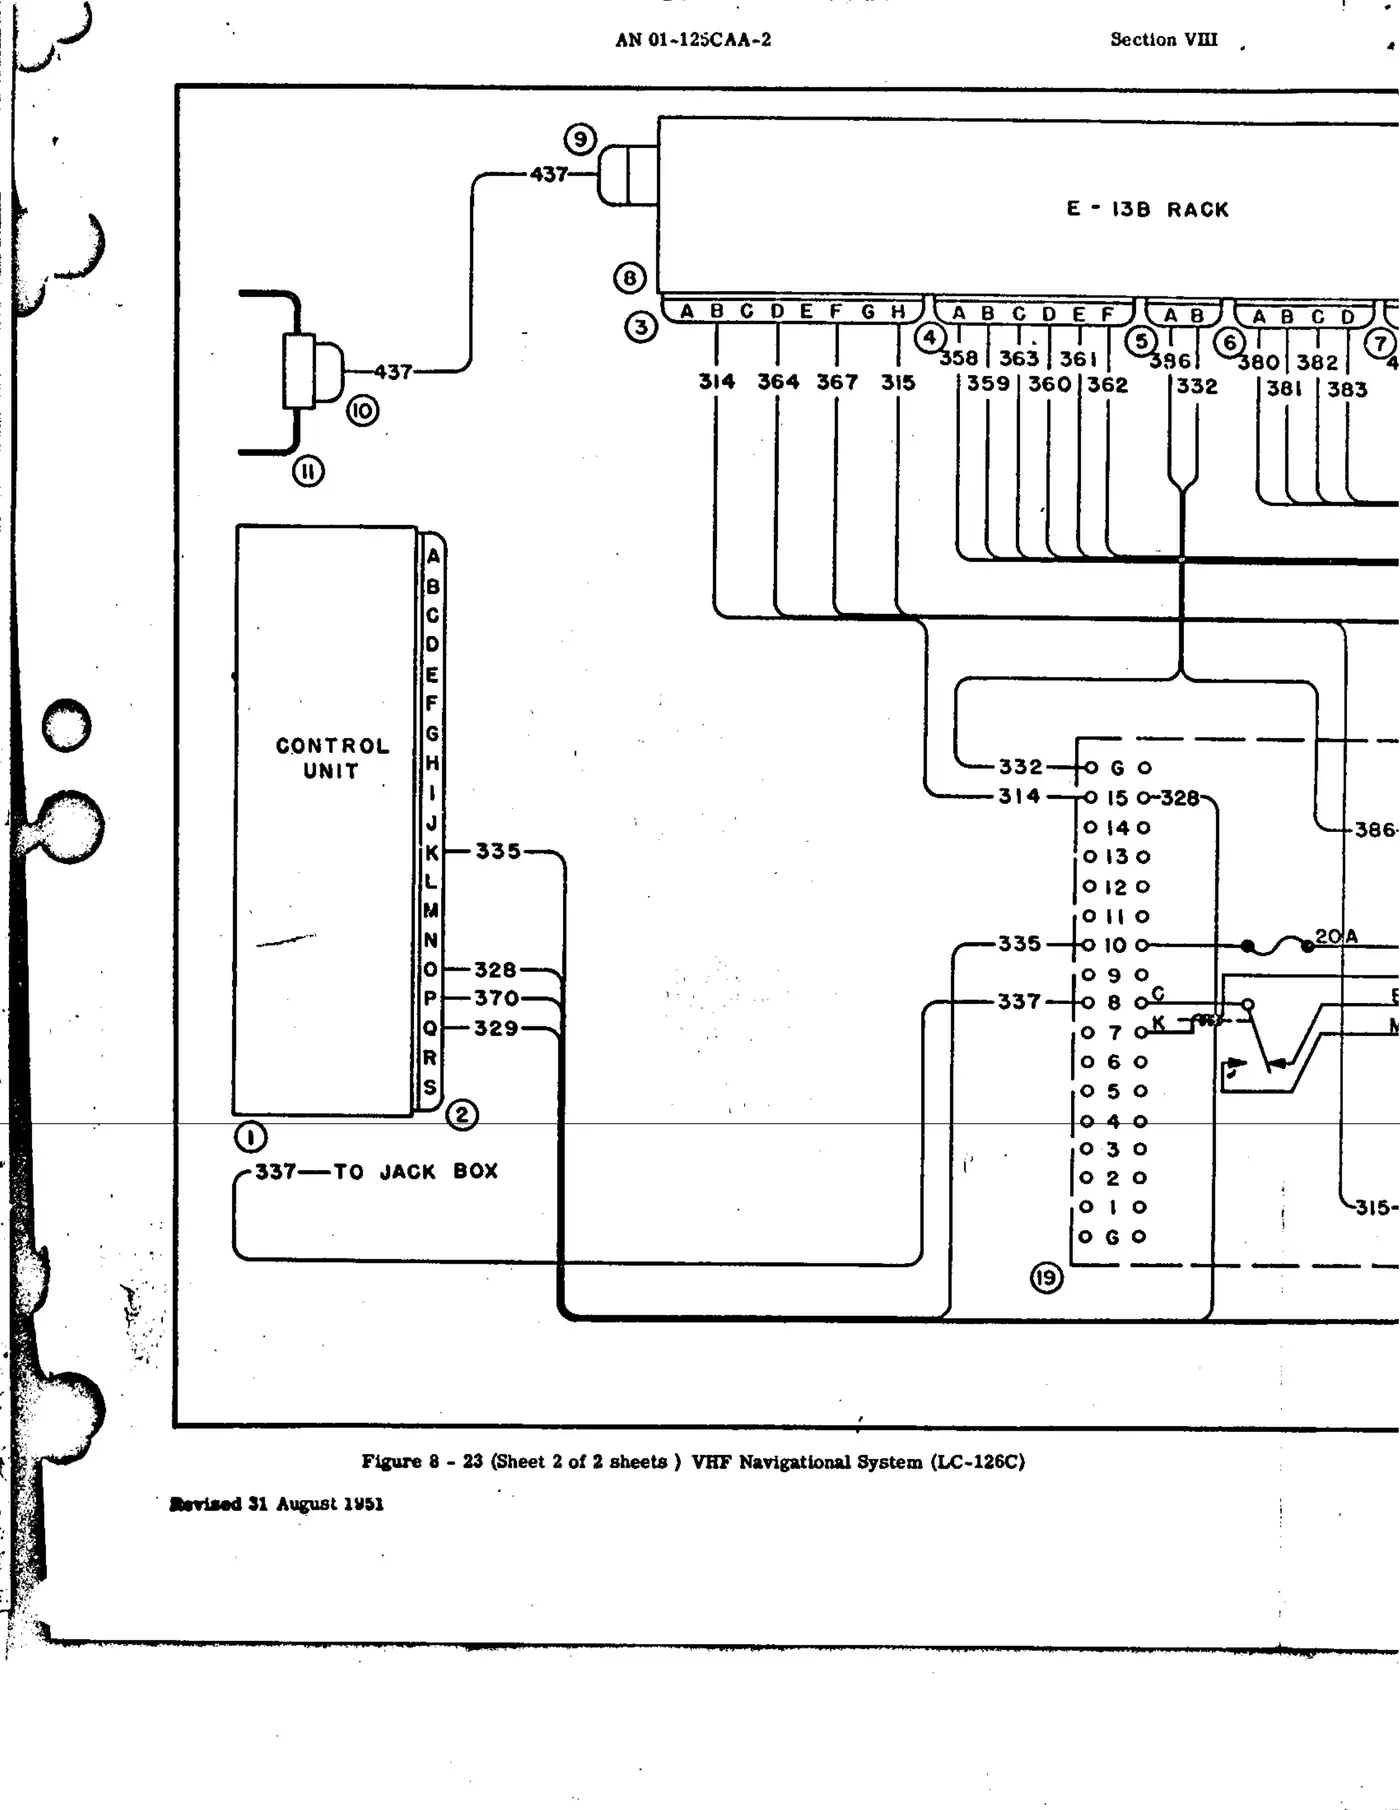 AN 01-125CAA-2
Section VIII
9
437
E - 13B RACK
8
3
A B C D E F G H
4
A B C D E F
5
A B
6
A B C D
7
358 363 361
386
380 382
314 364 367 315
359 360 362
332
381 383
437
10
11
CONTROL
UNIT
A
B
C
D
E
F
G
H
I
J
K 335
L
M
N
O 328
P 370
Q 329
R
S
2
1
337 TO JACK BOX
332 G
314 15 328
14
386
13
12
11
335 10 20A
9
337 8 C
7 K
6
5
4
3
2
1
315
G
19
Figure 8 - 23 (Sheet 2 of 2 sheets ) VHF Navigational System (LC-126C)
Revised 31 August 1951